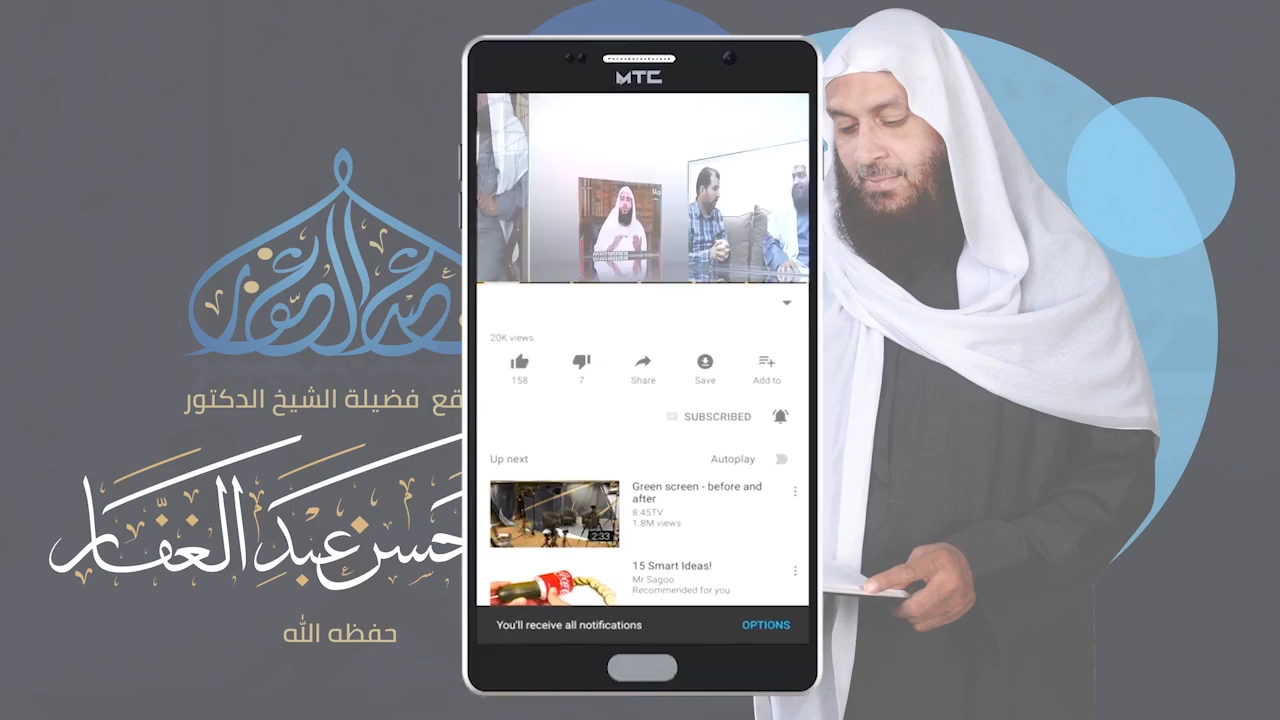 MTC
20K views
158
7
Share
Save
Add to
SUBSCRIBED
Up next
Autoplay
Green screen - before and
after
8:45TV
1.8M views
2:33
15 Smart Ideas!
Mr Sagoo
Recommended for you
You'll receive all notifications
OPTIONS
قع فضيلة الشيخ الدكتور
حسن عبد الغفار
حفظه الله